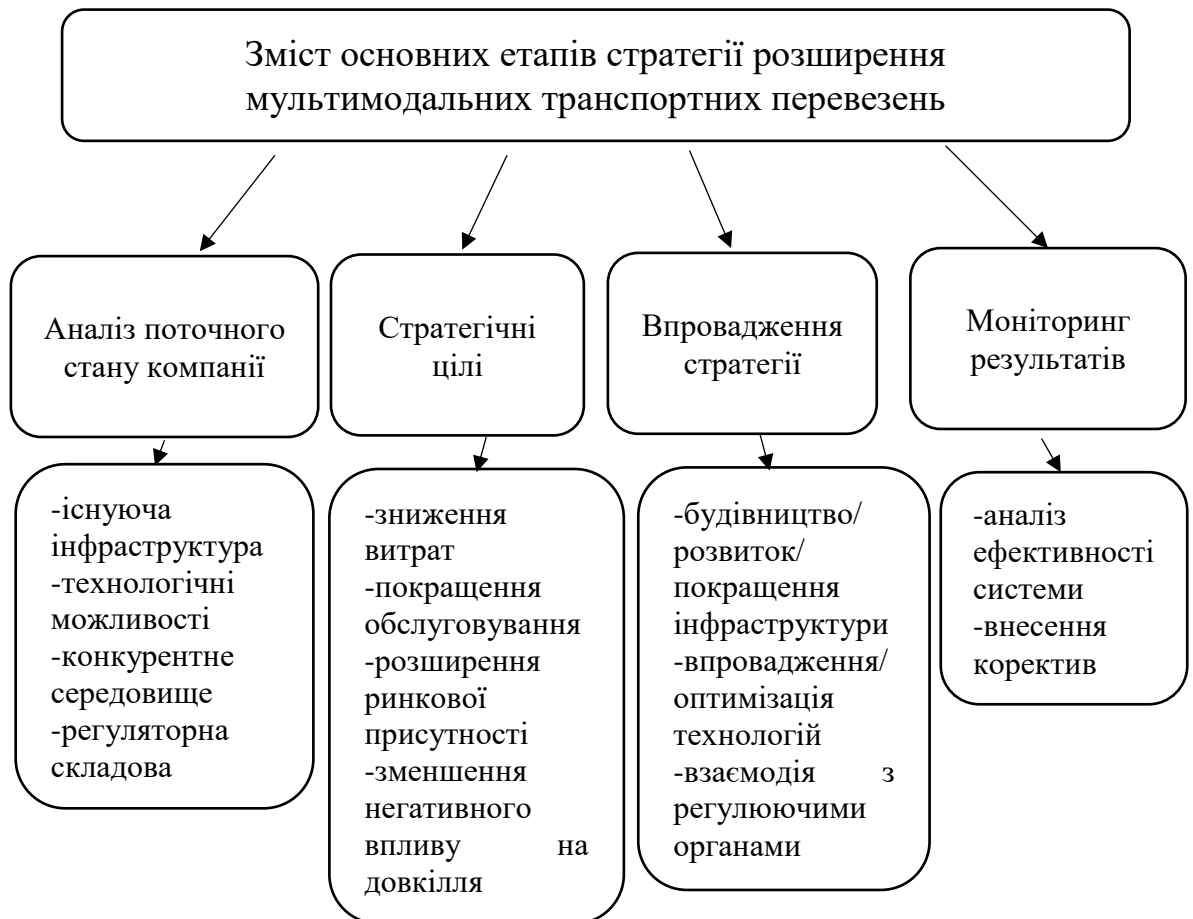 Зміст основних етапів стратегії розширення
мультимодальних транспортних перевезень
Аналіз поточного
стану компанії
Стратегічні
цілі
Впровадження
стратегії
Моніторинг
результатів
-існуюча
інфраструктура
-технологічні
можливості
-конкурентне
середовище
-регуляторна
складова
-зниження
витрат
-покращення
обслуговування
-розширення
ринкової
присутності
-зменшення
негативного
впливу на
довкілля
-будівництво/
розвиток/
покращення
інфраструктури
-впровадження/
оптимізація
технологій
-взаємодія з
регулюючими
органами
-аналіз
ефективності
системи
-внесення
коректив